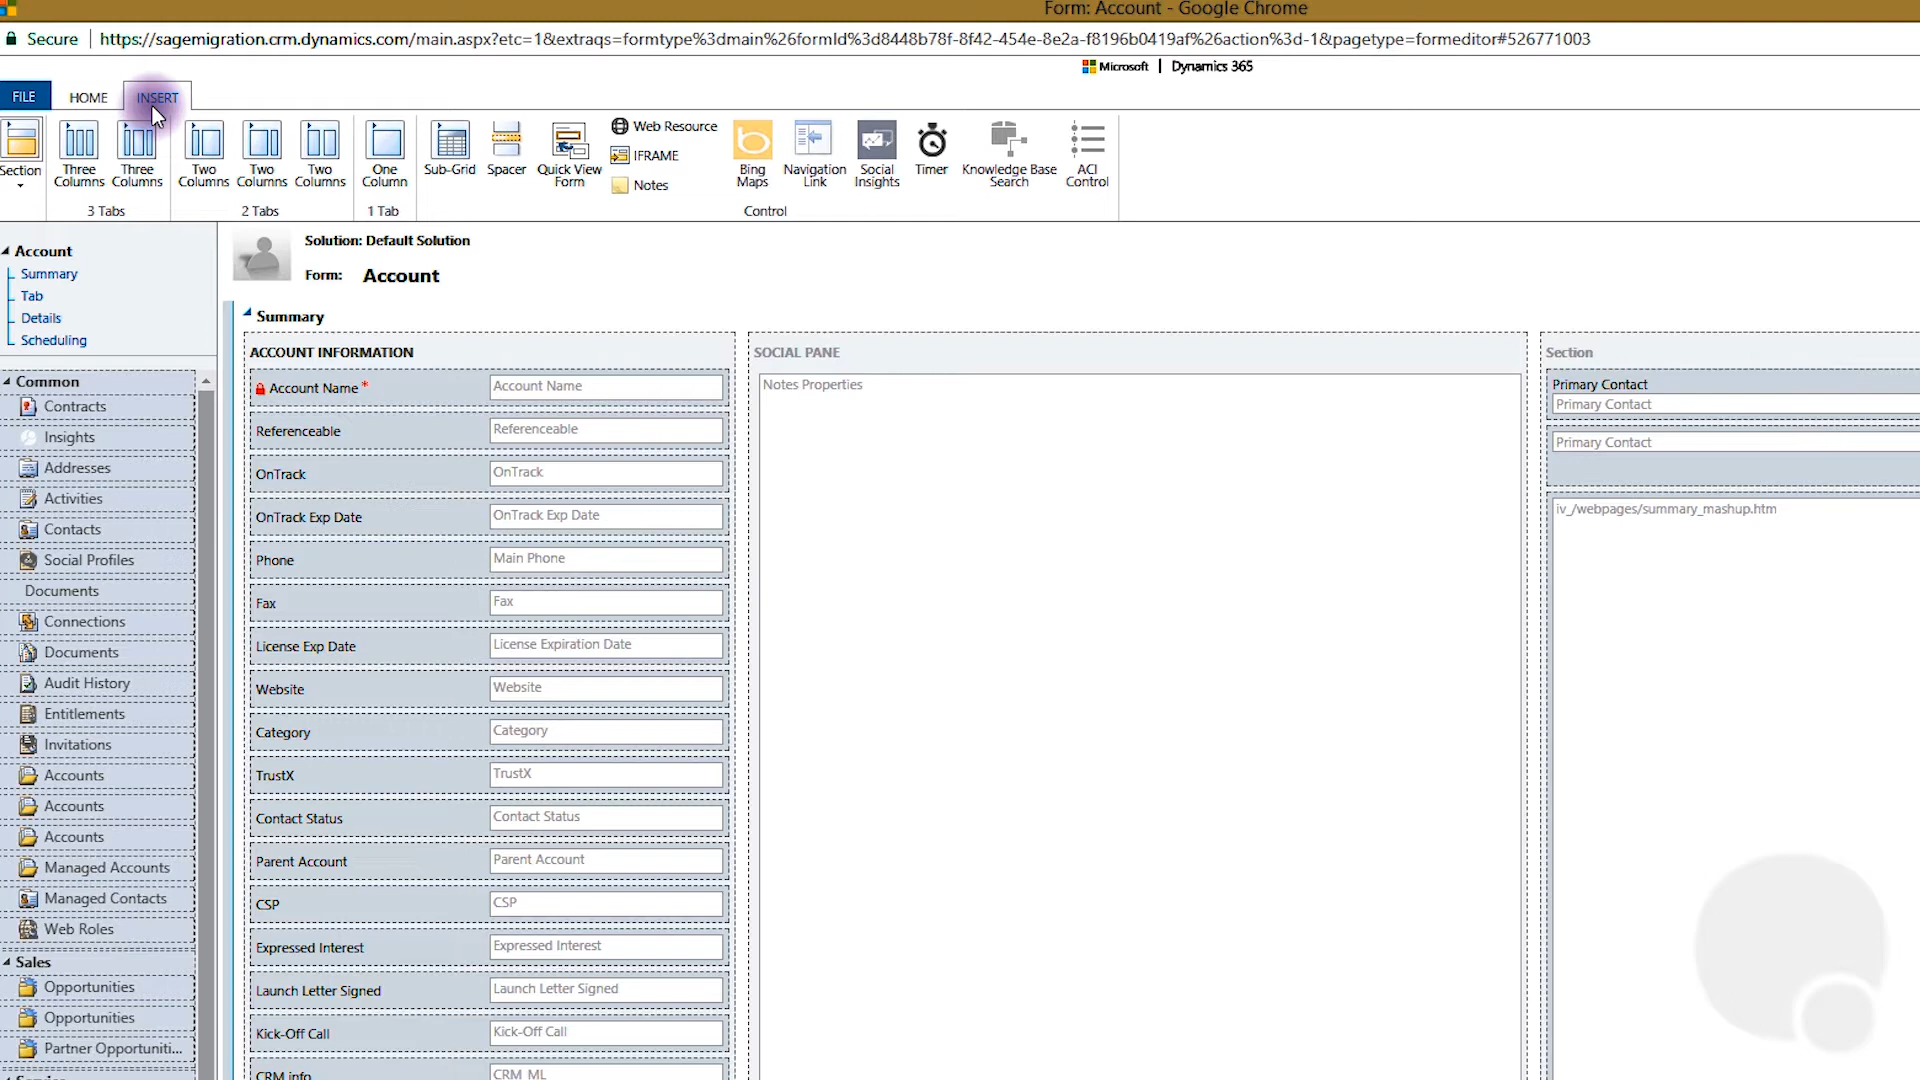 Form: Account - Google Chrome
Secure | https://sagemigration.crm.dynamics.com/main.aspx?etc=1&extraqs=formtype%3dmain%26formId%3d8448b78f-8f42-454e-8e2a-f8196b0419af%26action%3d-1&pagetype=formeditor#526771003
Microsoft | Dynamics 365
FILE HOME INSERT
Section
Three Columns
Three Columns
3 Tabs
Two Columns
Two Columns
Two Columns
2 Tabs
One Column
1 Tab
Sub-Grid
Spacer
Quick View Form
Web Resource
IFRAME
Notes
Bing Maps
Navigation Link
Social Insights
Timer
Knowledge Base Search
ACI Control
Control
Account
Summary
Tab
Details
Scheduling
Common
Contracts
Insights
Addresses
Activities
Contacts
Social Profiles
Documents
Connections
Documents
Audit History
Entitlements
Invitations
Accounts
Accounts
Accounts
Managed Accounts
Managed Contacts
Web Roles
Sales
Opportunities
Opportunities
Partner Opportuniti...
Solution: Default Solution
Form: Account
Summary
ACCOUNT INFORMATION
Account Name * Account Name
Referenceable Referenceable
OnTrack OnTrack
OnTrack Exp Date OnTrack Exp Date
Phone Main Phone
Fax Fax
License Exp Date License Expiration Date
Website Website
Category Category
TrustX TrustX
Contact Status Contact Status
Parent Account Parent Account
CSP CSP
Expressed Interest Expressed Interest
Launch Letter Signed Launch Letter Signed
Kick-Off Call Kick-Off Call
CRM info CRM ML
SOCIAL PANE
Notes Properties
Section
Primary Contact
Primary Contact
Primary Contact
iv_/webpages/summary_mashup.htm